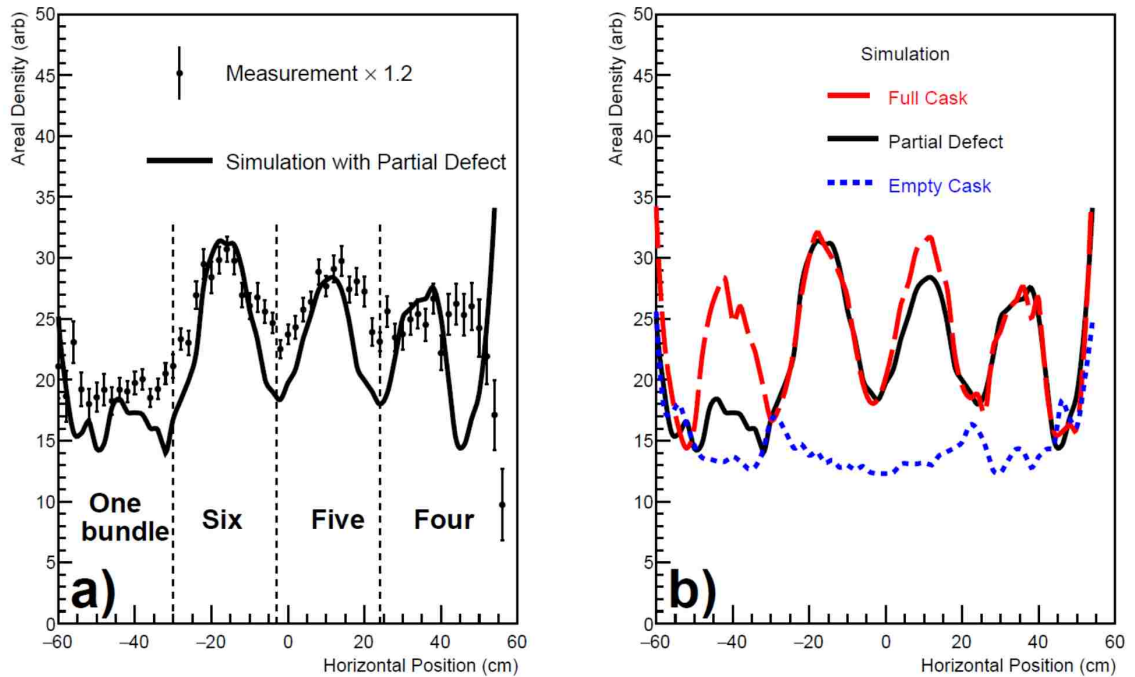 Areal Density (arb)
50
45
40
35
30
25
20
15
10
5
0
Measurement × 1.2
Simulation with Partial Defect
One
bundle
Six
Five
Four
a)
−60
−40
−20
0
20
40
60
Horizontal Position (cm)
Areal Density (arb)
50
45
40
35
30
25
20
15
10
5
0
Simulation
Full Cask
Partial Defect
Empty Cask
b)
−60
−40
−20
0
20
40
60
Horizontal Position (cm)